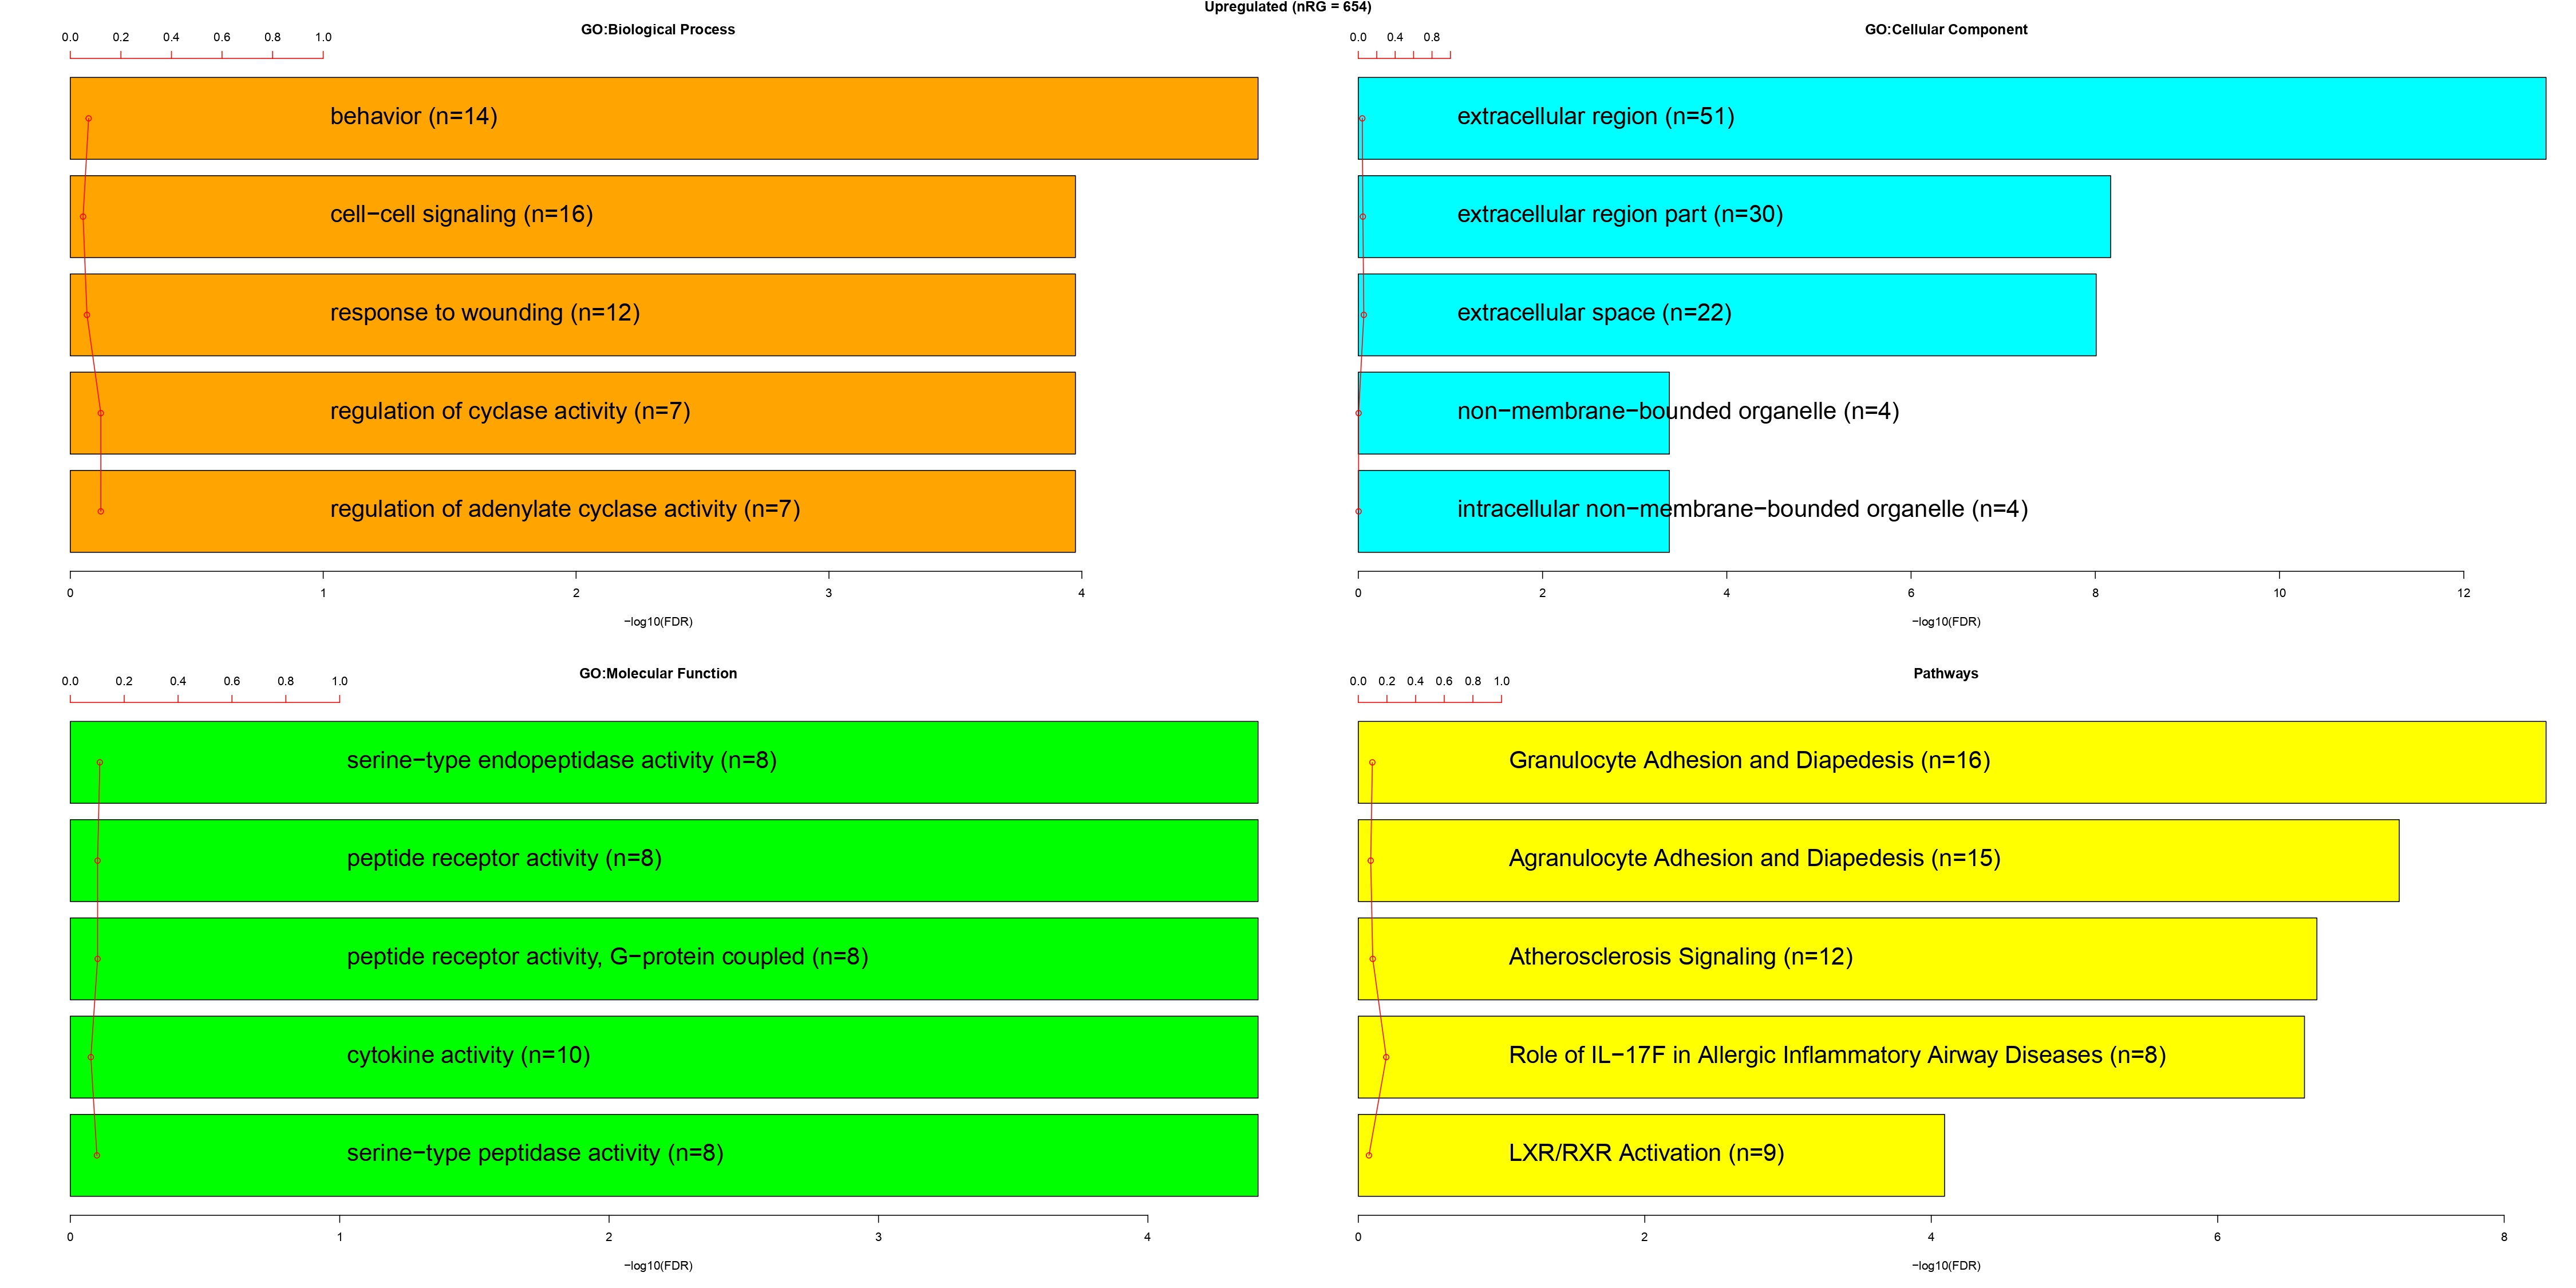 Upregulated (nRG = 654)
GO:Biological Process
0.0 0.2 0.4 0.6 0.8 1.0
behavior (n=14)
cell−cell signaling (n=16)
response to wounding (n=12)
regulation of cyclase activity (n=7)
regulation of adenylate cyclase activity (n=7)
0 1 2 3 4
−log10(FDR)
GO:Cellular Component
0.0 0.4 0.8
extracellular region (n=51)
extracellular region part (n=30)
extracellular space (n=22)
non−membrane−bounded organelle (n=4)
intracellular non−membrane−bounded organelle (n=4)
0 2 4 6 8 10 12
−log10(FDR)
GO:Molecular Function
0.0 0.2 0.4 0.6 0.8 1.0
serine−type endopeptidase activity (n=8)
peptide receptor activity (n=8)
peptide receptor activity, G−protein coupled (n=8)
cytokine activity (n=10)
serine−type peptidase activity (n=8)
0 1 2 3 4
−log10(FDR)
Pathways
0.0 0.2 0.4 0.6 0.8 1.0
Granulocyte Adhesion and Diapedesis (n=16)
Agranulocyte Adhesion and Diapedesis (n=15)
Atherosclerosis Signaling (n=12)
Role of IL−17F in Allergic Inflammatory Airway Diseases (n=8)
LXR/RXR Activation (n=9)
0 2 4 6 8
−log10(FDR)